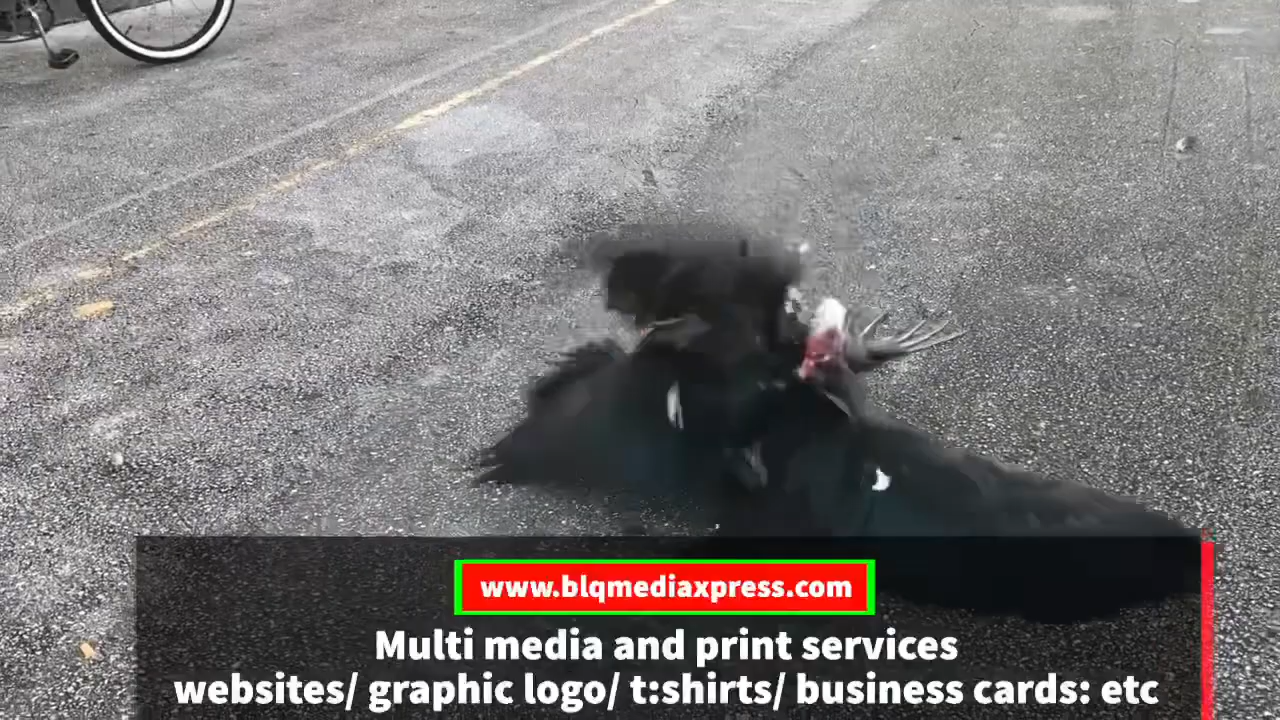 www.blqmediaxpress.com
Multi media and print services
websites/ graphic logo/ t:shirts/ business cards: etc